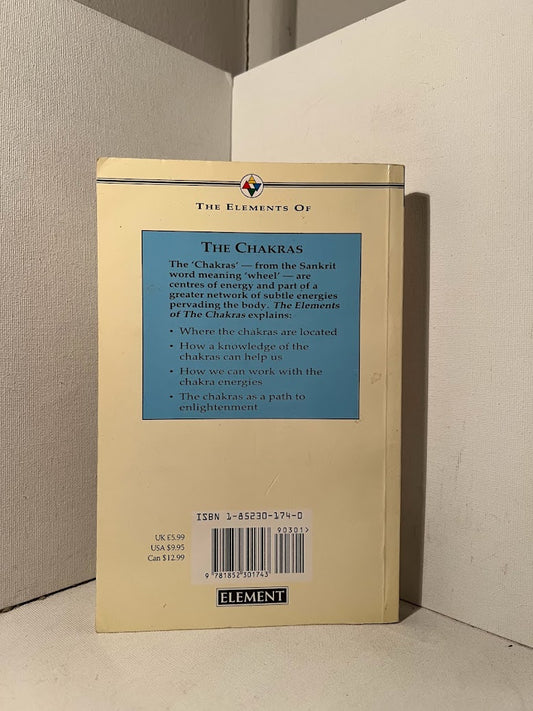 THE ELEMENTS OF
THE CHAKRAS
The ‘Chakras’ — from the Sankrit
word meaning ‘wheel’ — are
centres of energy and part of a
greater network of subtle energies
pervading the body. The Elements
of The Chakras explains:
• Where the chakras are located
• How a knowledge of the
chakras can help us
• How we can work with the
chakra energies
• The chakras as a path to
enlightenment
ISBN 1-85230-174-0
90301>
UK £5.99
USA $9.95
Can $12.99
9 781852 301743
ELEMENT